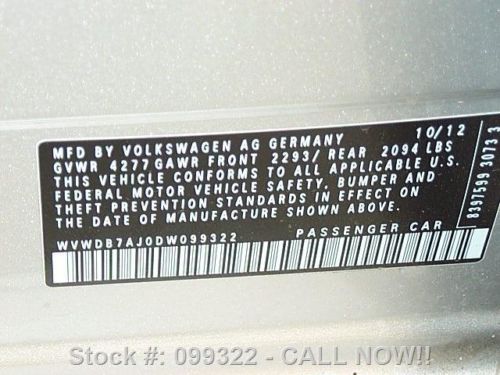 MFD BY VOLKSWAGEN AG GERMANY 10/12
GVWR 4277 GAWR FRONT 2293/ REAR 2094 LBS
THIS VEHICLE CONFORMS TO ALL APPLICABLE U.S.
FEDERAL MOTOR VEHICLE SAFETY, BUMPER AND
THEFT PREVENTION STANDARDS IN EFFECT ON
THE DATE OF MANUFACTURE SHOWN ABOVE.
WVWDB7AJ0DW099322 PASSENGER CAR
8397599 3073
Stock #: 099322 - CALL NOW!!